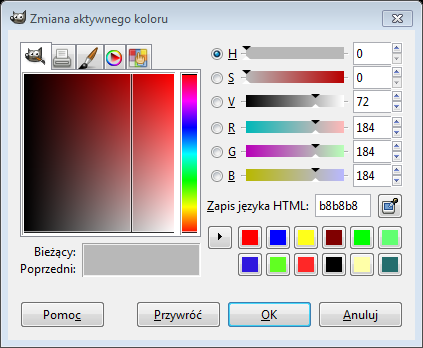 Zmiana aktywnego koloru
H 0
S 0
V 72
R 184
G 184
B 184
Zapis języka HTML: b8b8b8
Bieżący:
Poprzedni:
Pomoc Przywróć OK Anuluj